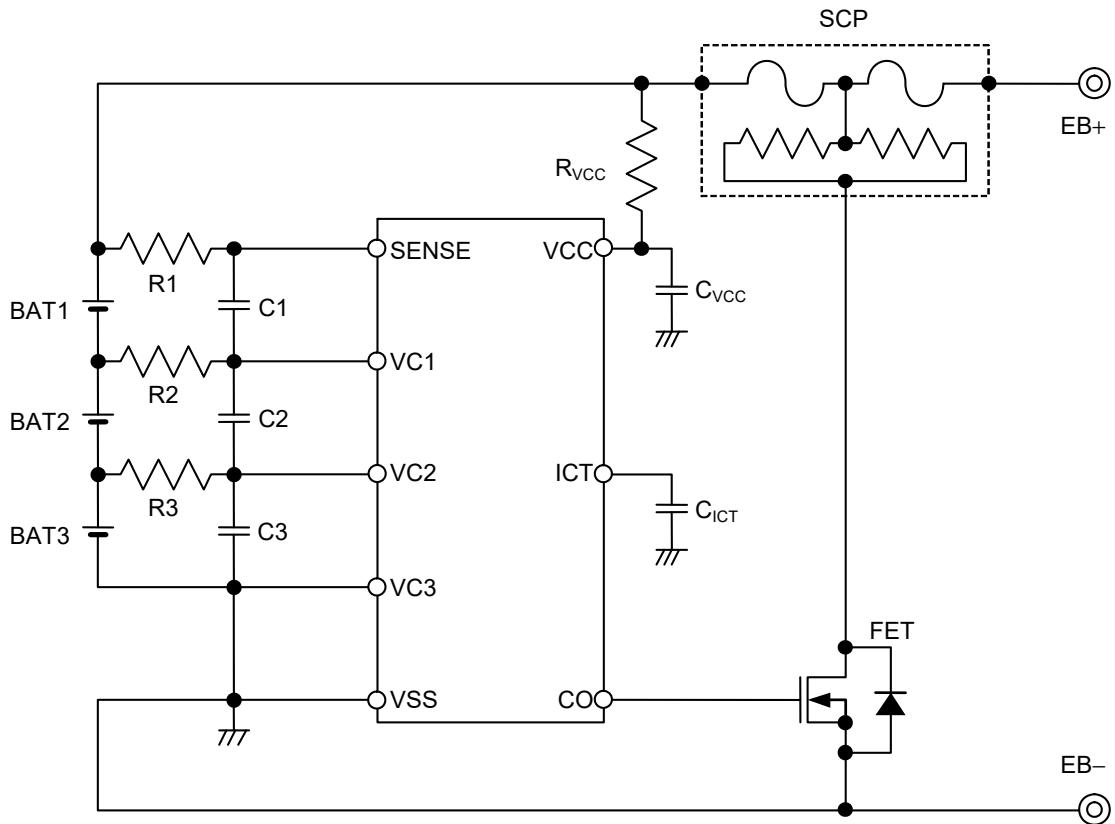 SCP
EB+
RVCC
SENSE
VCC
R1
BAT1
C1
CVCC
VC1
R2
BAT2
C2
VC2
ICT
R3
BAT3
C3
CICT
VC3
FET
VSS
CO
EB−